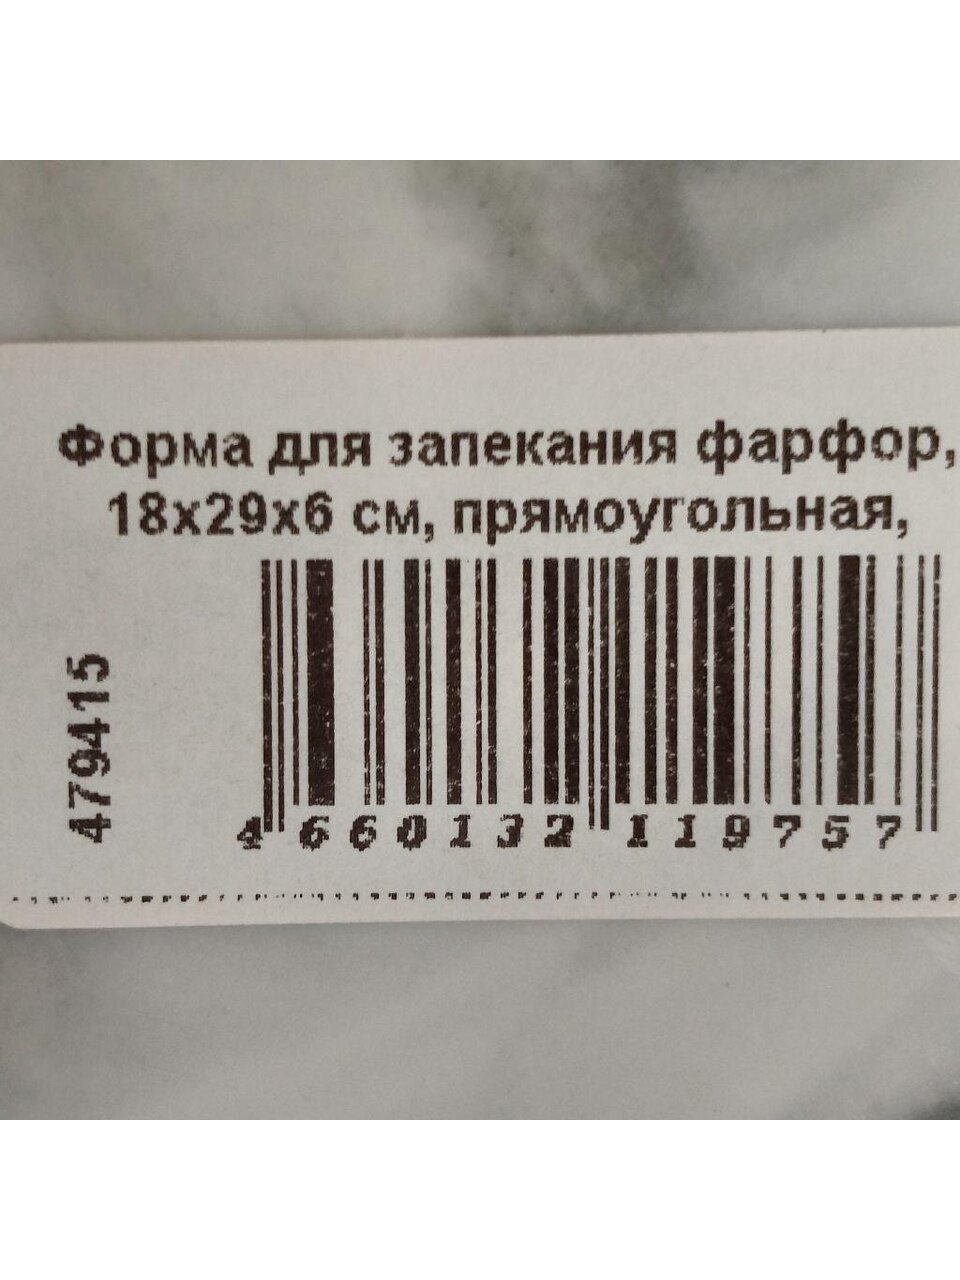 Форма для запекания фарфор,
18х29х6 см, прямоугольная,
479415
4 660132 119757